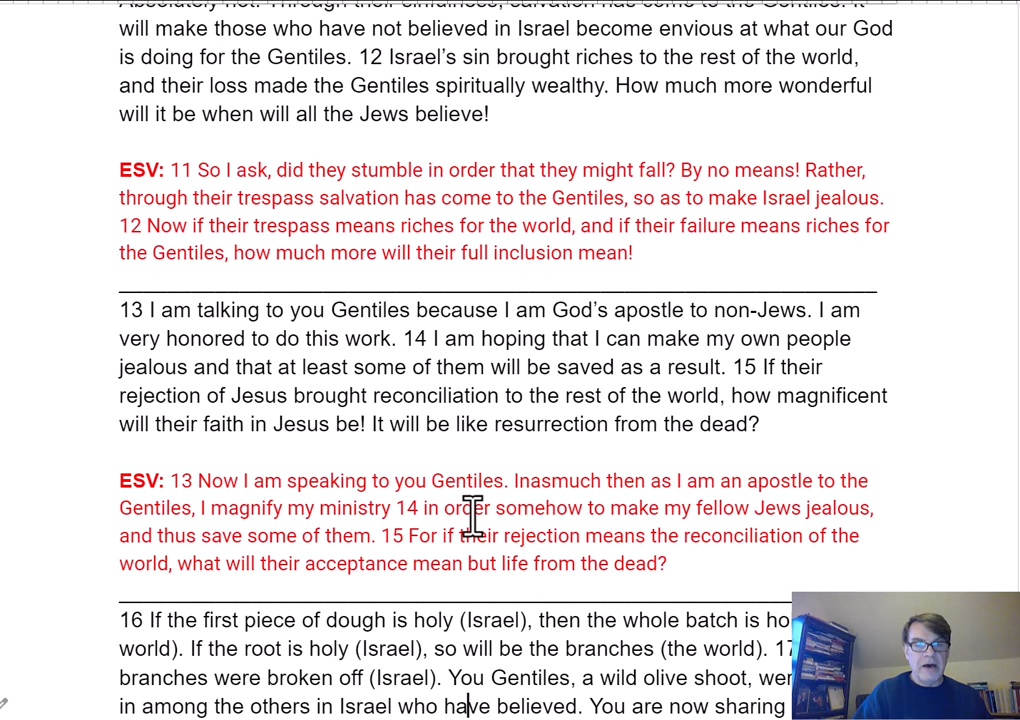 Absolutely not! Through their sinfulness, salvation has come to the Gentiles. It
will make those who have not believed in Israel become envious at what our God
is doing for the Gentiles. 12 Israel’s sin brought riches to the rest of the world,
and their loss made the Gentiles spiritually wealthy. How much more wonderful
will it be when will all the Jews believe!
ESV: 11 So I ask, did they stumble in order that they might fall? By no means! Rather,
through their trespass salvation has come to the Gentiles, so as to make Israel jealous.
12 Now if their trespass means riches for the world, and if their failure means riches for
the Gentiles, how much more will their full inclusion mean!
13 I am talking to you Gentiles because I am God’s apostle to non-Jews. I am
very honored to do this work. 14 I am hoping that I can make my own people
jealous and that at least some of them will be saved as a result. 15 If their
rejection of Jesus brought reconciliation to the rest of the world, how magnificent
will their faith in Jesus be! It will be like resurrection from the dead?
ESV: 13 Now I am speaking to you Gentiles. Inasmuch then as I am an apostle to the
Gentiles, I magnify my ministry 14 in order somehow to make my fellow Jews jealous,
and thus save some of them. 15 For if their rejection means the reconciliation of the
world, what will their acceptance mean but life from the dead?
16 If the first piece of dough is holy (Israel), then the whole batch is ho
world). If the root is holy (Israel), so will be the branches (the world). 17
branches were broken off (Israel). You Gentiles, a wild olive shoot, wer
in among the others in Israel who have believed. You are now sharing